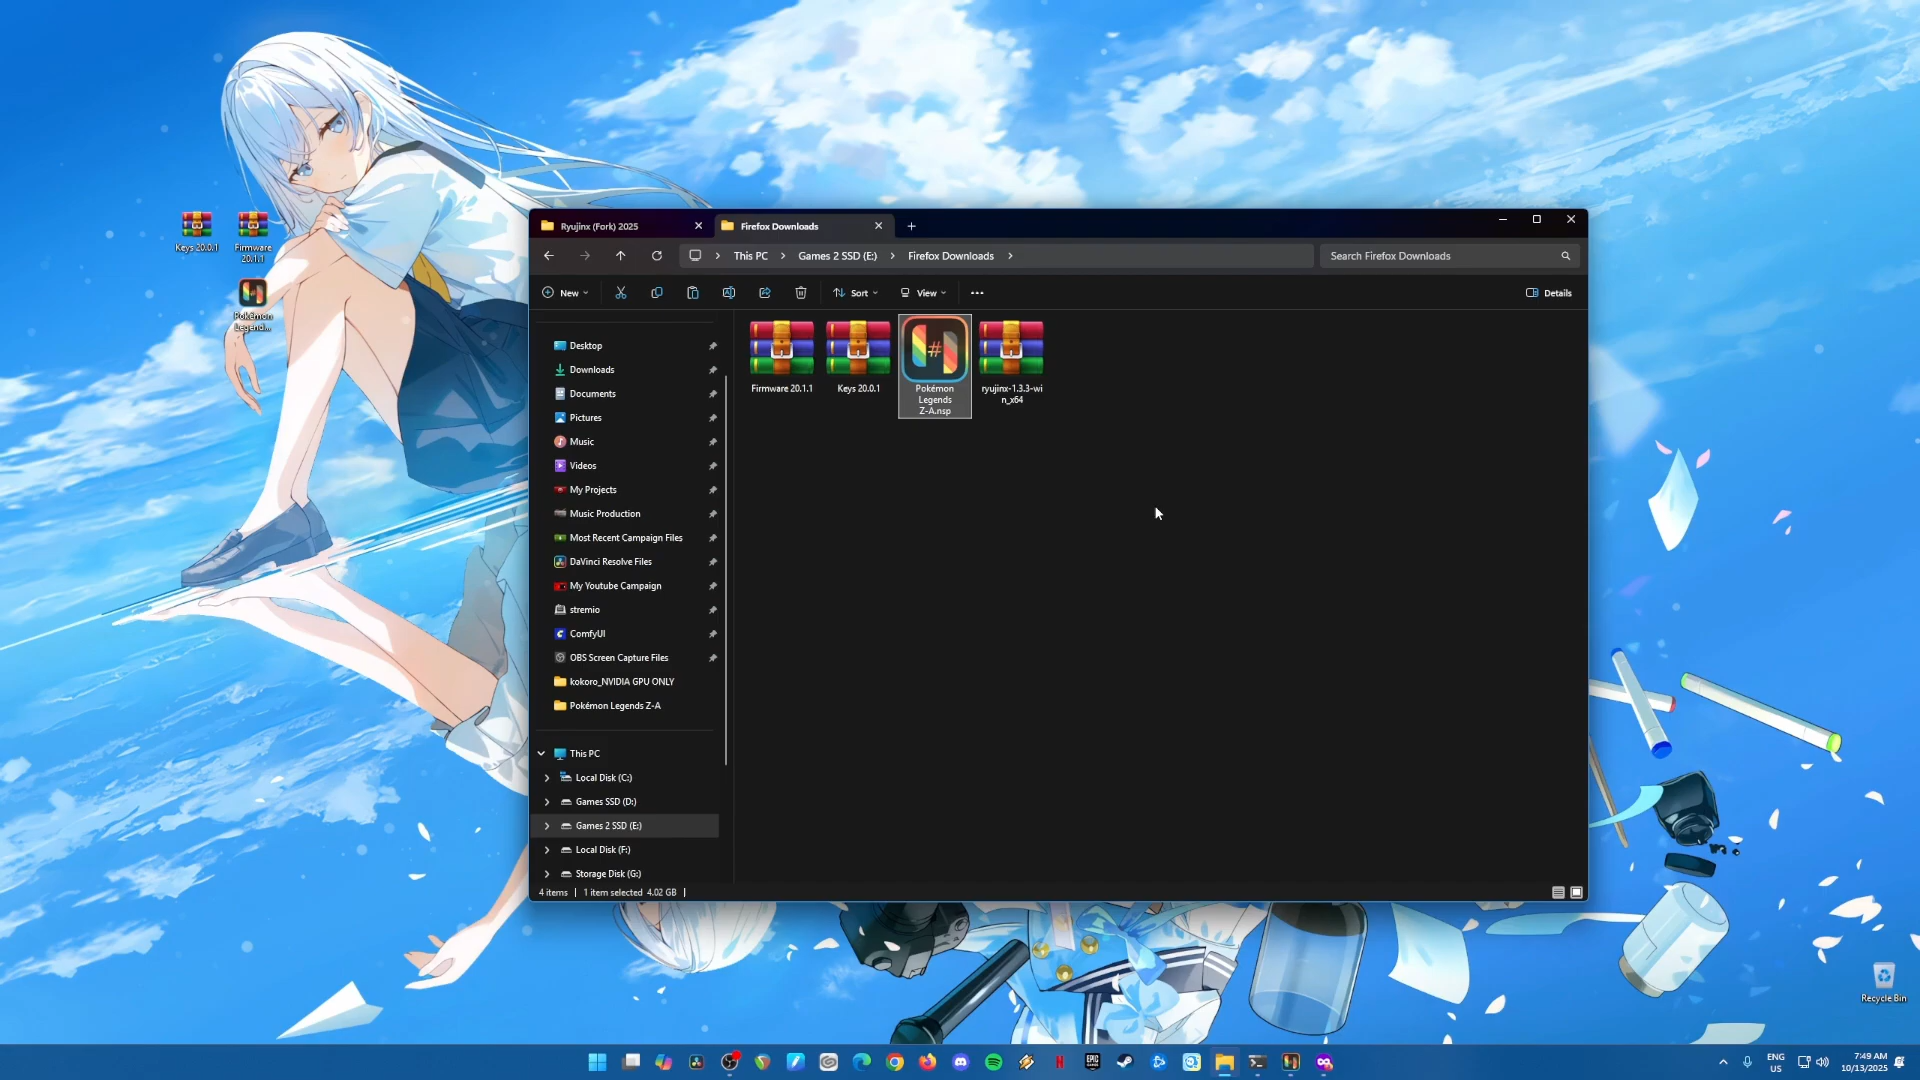 Keys 20.0.1
Firmware
20.1.1
Pokémon
Legend...
Ryujinx (Fork) 2025
Firefox Downloads
This PC
Games 2 SSD (E:)
Firefox Downloads
Search Firefox Downloads
New
Sort
View
Details
Desktop
Downloads
Documents
Pictures
Music
Videos
My Projects
Music Production
Most Recent Campaign Files
DaVinci Resolve Files
My Youtube Campaign
stremio
ComfyUI
OBS Screen Capture Files
kokoro_NVIDIA GPU ONLY
Pokémon Legends Z-A
This PC
Local Disk (C:)
Games SSD (D:)
Games 2 SSD (E:)
Local Disk (F:)
Storage Disk (G:)
Firmware 20.1.1
Keys 20.0.1
Pokémon
Legends
Z-A.nsp
ryujinx-1.3.3-wi
n_x64
4 items
1 item selected 4.02 GB
Recycle Bin
EPIC
ENG
US
7:49 AM
10/13/2025